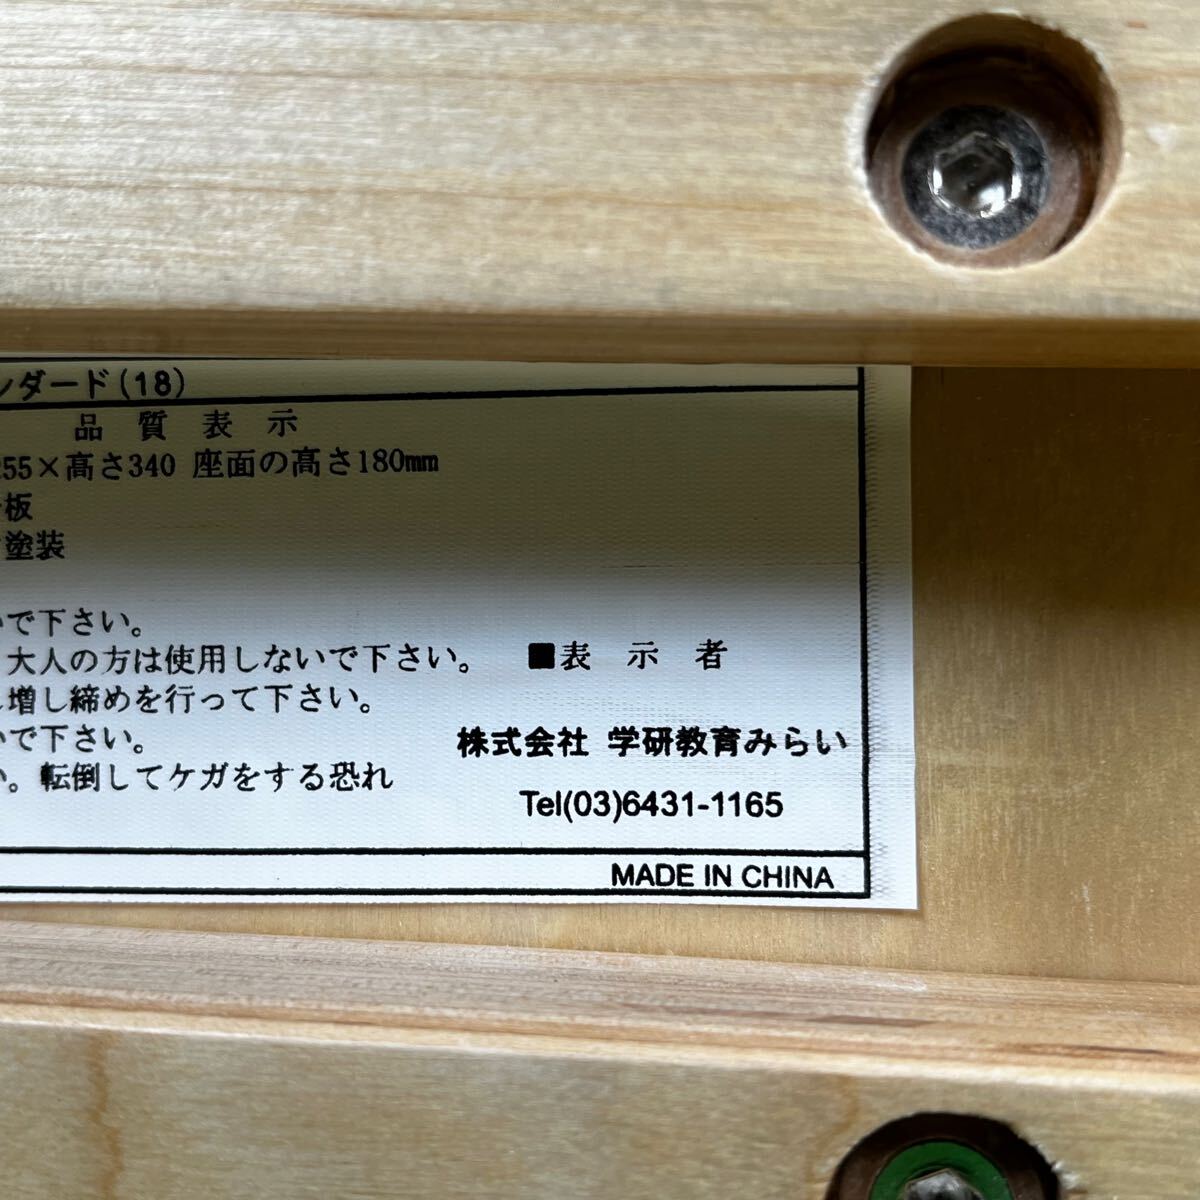 ンダード(18)
品質表示
255×高さ340 座面の高さ180mm
板
塗装
で下さい。
大人の方は使用しないで下さい。
■表示者
増し締めを行って下さい。
いで下さい。
株式会社 学研教育みらい
い。転倒してケガをする恐れ
Tel(03)6431-1165
MADE IN CHINA